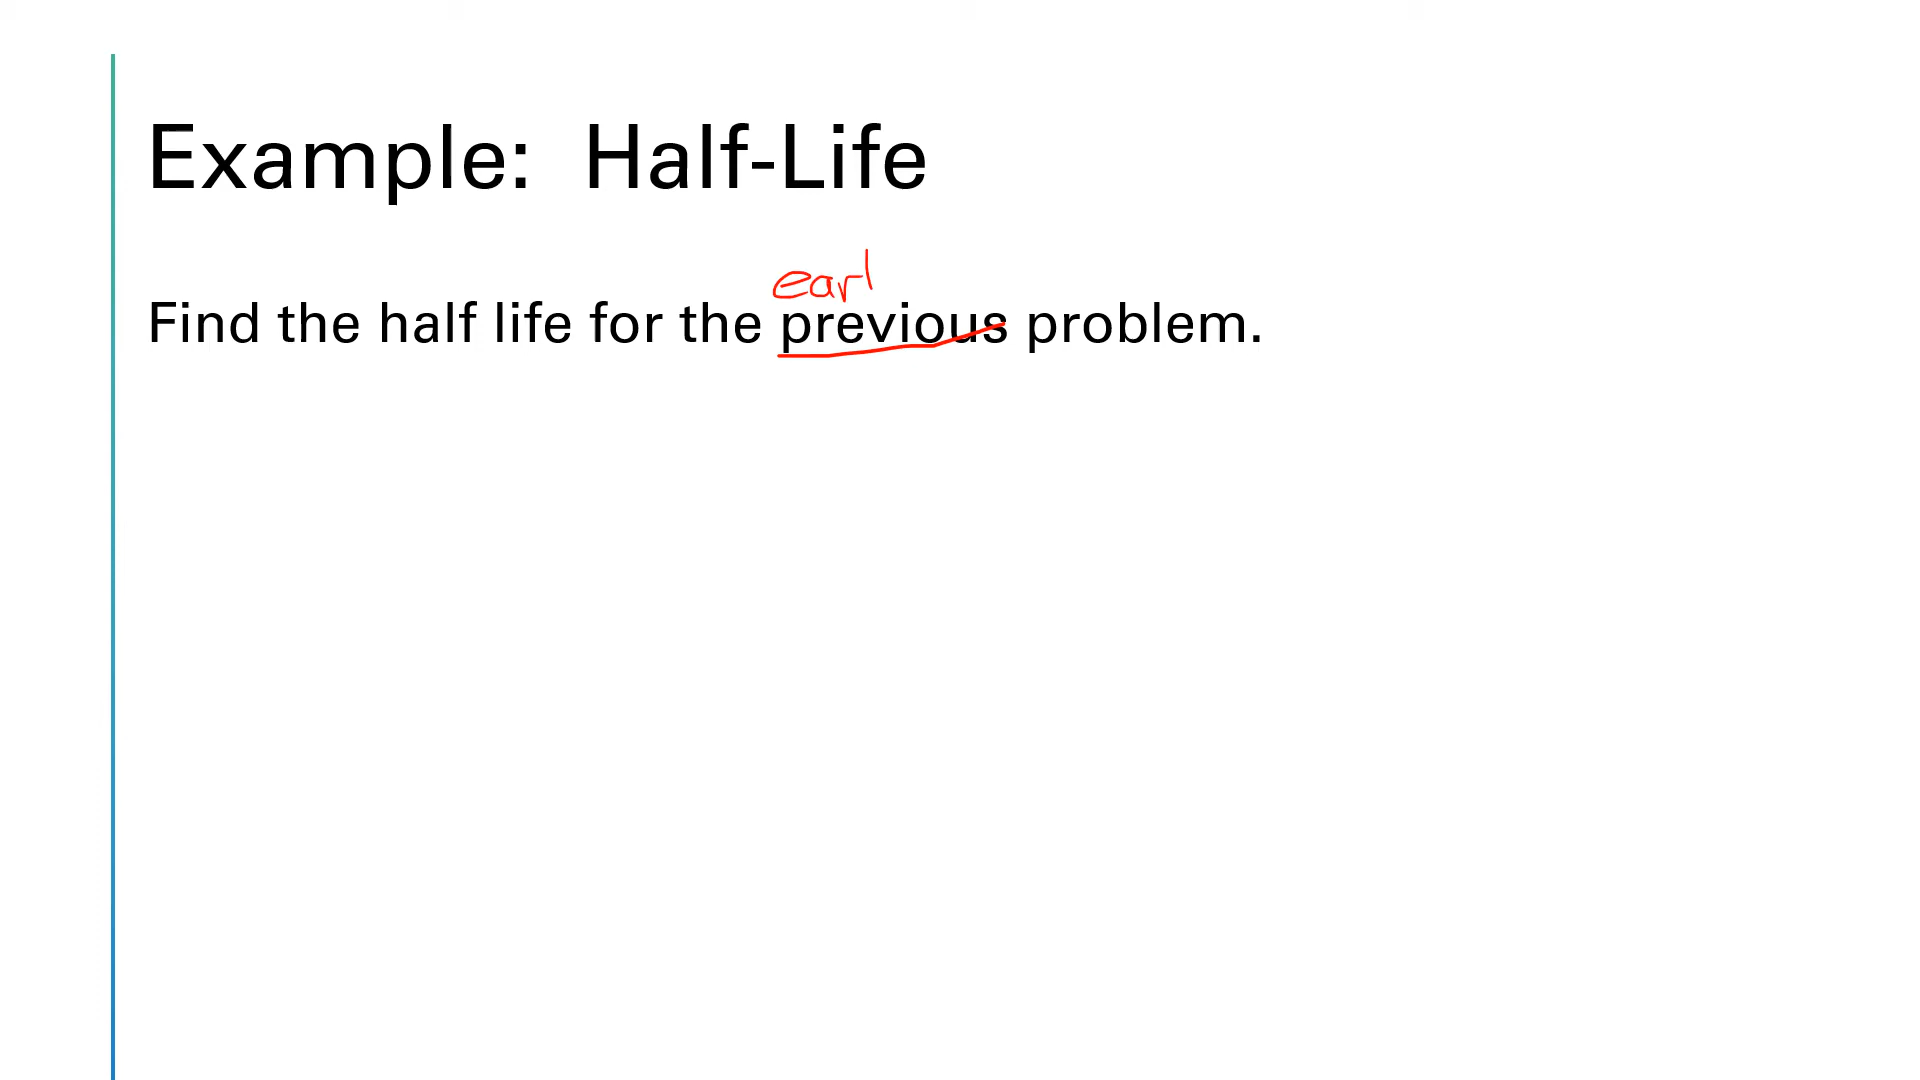 Example: Half-Life
earl
Find the half life for the previous problem.